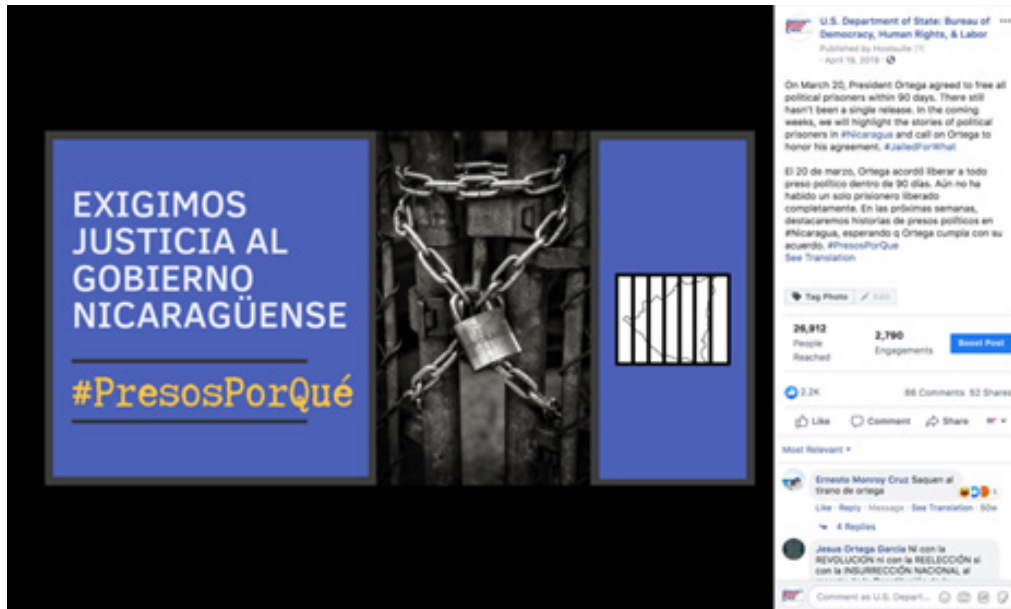 EXIGIMOS
JUSTICIA AL
GOBIERNO
NICARAGÜENSE
#PresosPorQué
U.S. Department of State: Bureau of
Democracy, Human Rights, & Labor
Published by Hootsuite
· April 19, 2019 ·
On March 20, President Ortega agreed to free all
political prisoners within 90 days. There still
hasn't been a single release. In the coming
weeks, we will highlight the stories of political
prisoners in #Nicaragua and call on Ortega to
honor his agreement. #JailedForWhat
El 20 de marzo, Ortega acordó liberar a todo
preso político dentro de 90 días. Aún no ha
habido un solo prisionero liberado
completamente. En las próximas semanas,
destacaremos historias de presos políticos en
#Nicaragua, esperando q Ortega cumpla con su
acuerdo. #PresosPorQue
See Translation
Tag Photo Edit
26,912
People
Reached
2,790
Engagements
Boost Post
2.2K 86 Comments 52 Shares
Like Comment Share
Most Relevant
Ernesto Monroy Cruz Saquen al
tirano de ortega
Like · Reply · Message · See Translation · 50w
4 Replies
Jesus Ortega Garcia Ni con la
REVOLUCIÓN ni con la REELECCIÓN si
con la INSURRECCIÓN NACIONAL al
Comment as U.S. Depart...